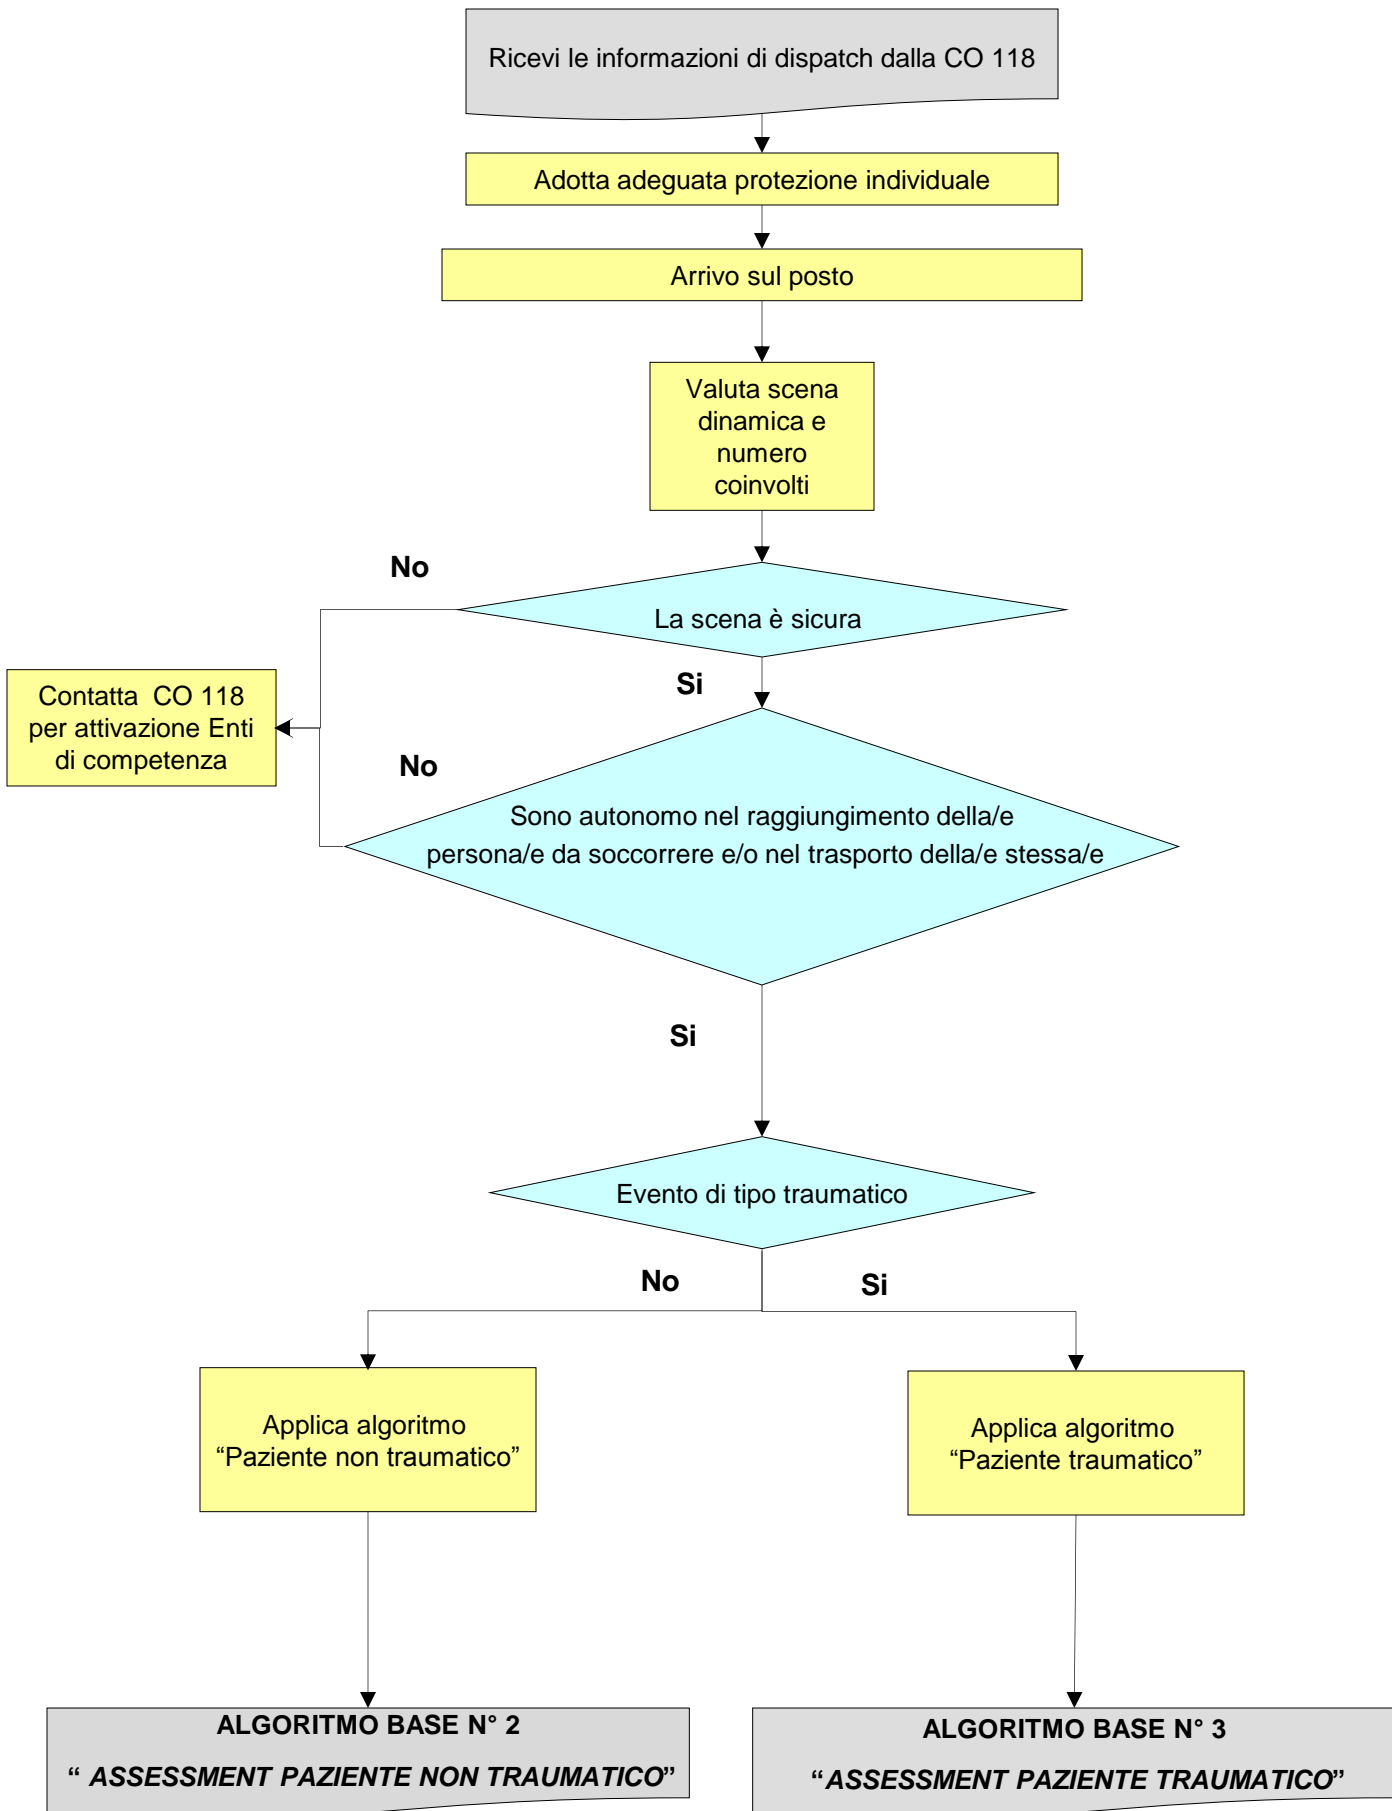 Ricevi le informazioni di dispatch dalla CO 118
Adotta adeguata protezione individuale
Arrivo sul posto
Valuta scena
dinamica e
numero
coinvolti
No
La scena è sicura
Si
Contatta CO 118
per attivazione Enti
di competenza
No
Sono autonomo nel raggiungimento della/e
persona/e da soccorrere e/o nel trasporto della/e stessa/e
Si
Evento di tipo traumatico
No
Si
Applica algoritmo
“Paziente non traumatico”
Applica algoritmo
“Paziente traumatico”
ALGORITMO BASE N° 2
“ ASSESSMENT PAZIENTE NON TRAUMATICO”
ALGORITMO BASE N° 3
“ASSESSMENT PAZIENTE TRAUMATICO”